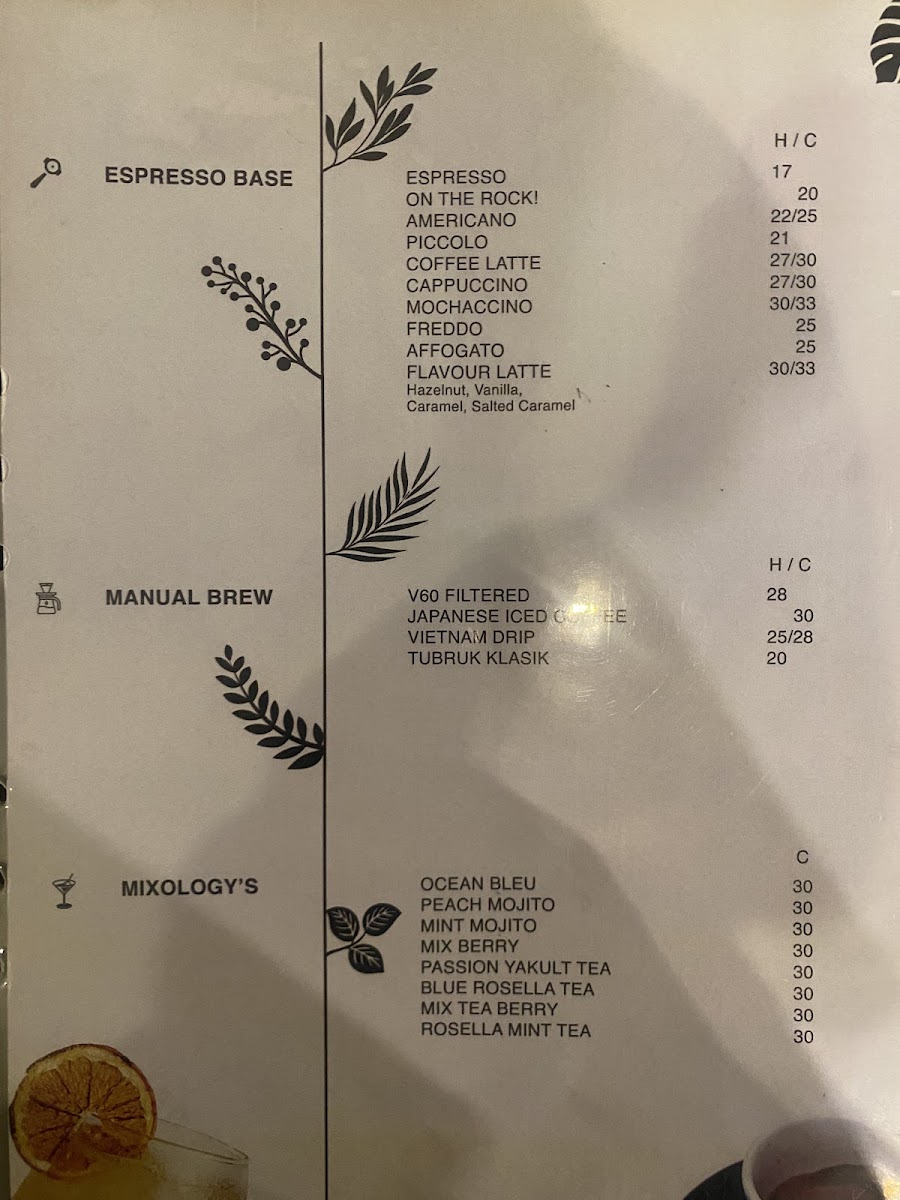 H / C
ESPRESSO BASE
ESPRESSO 17
ON THE ROCK! 20
AMERICANO 22/25
PICCOLO 21
COFFEE LATTE 27/30
CAPPUCCINO 27/30
MOCHACCINO 30/33
FREDDO 25
AFFOGATO 25
FLAVOUR LATTE 30/33
Hazelnut, Vanilla,
Caramel, Salted Caramel
H / C
MANUAL BREW
V60 FILTERED 28
JAPANESE ICED COFFEE 30
VIETNAM DRIP 25/28
TUBRUK KLASIK 20
C
MIXOLOGY'S
OCEAN BLEU 30
PEACH MOJITO 30
MINT MOJITO 30
MIX BERRY 30
PASSION YAKULT TEA 30
BLUE ROSELLA TEA 30
MIX TEA BERRY 30
ROSELLA MINT TEA 30